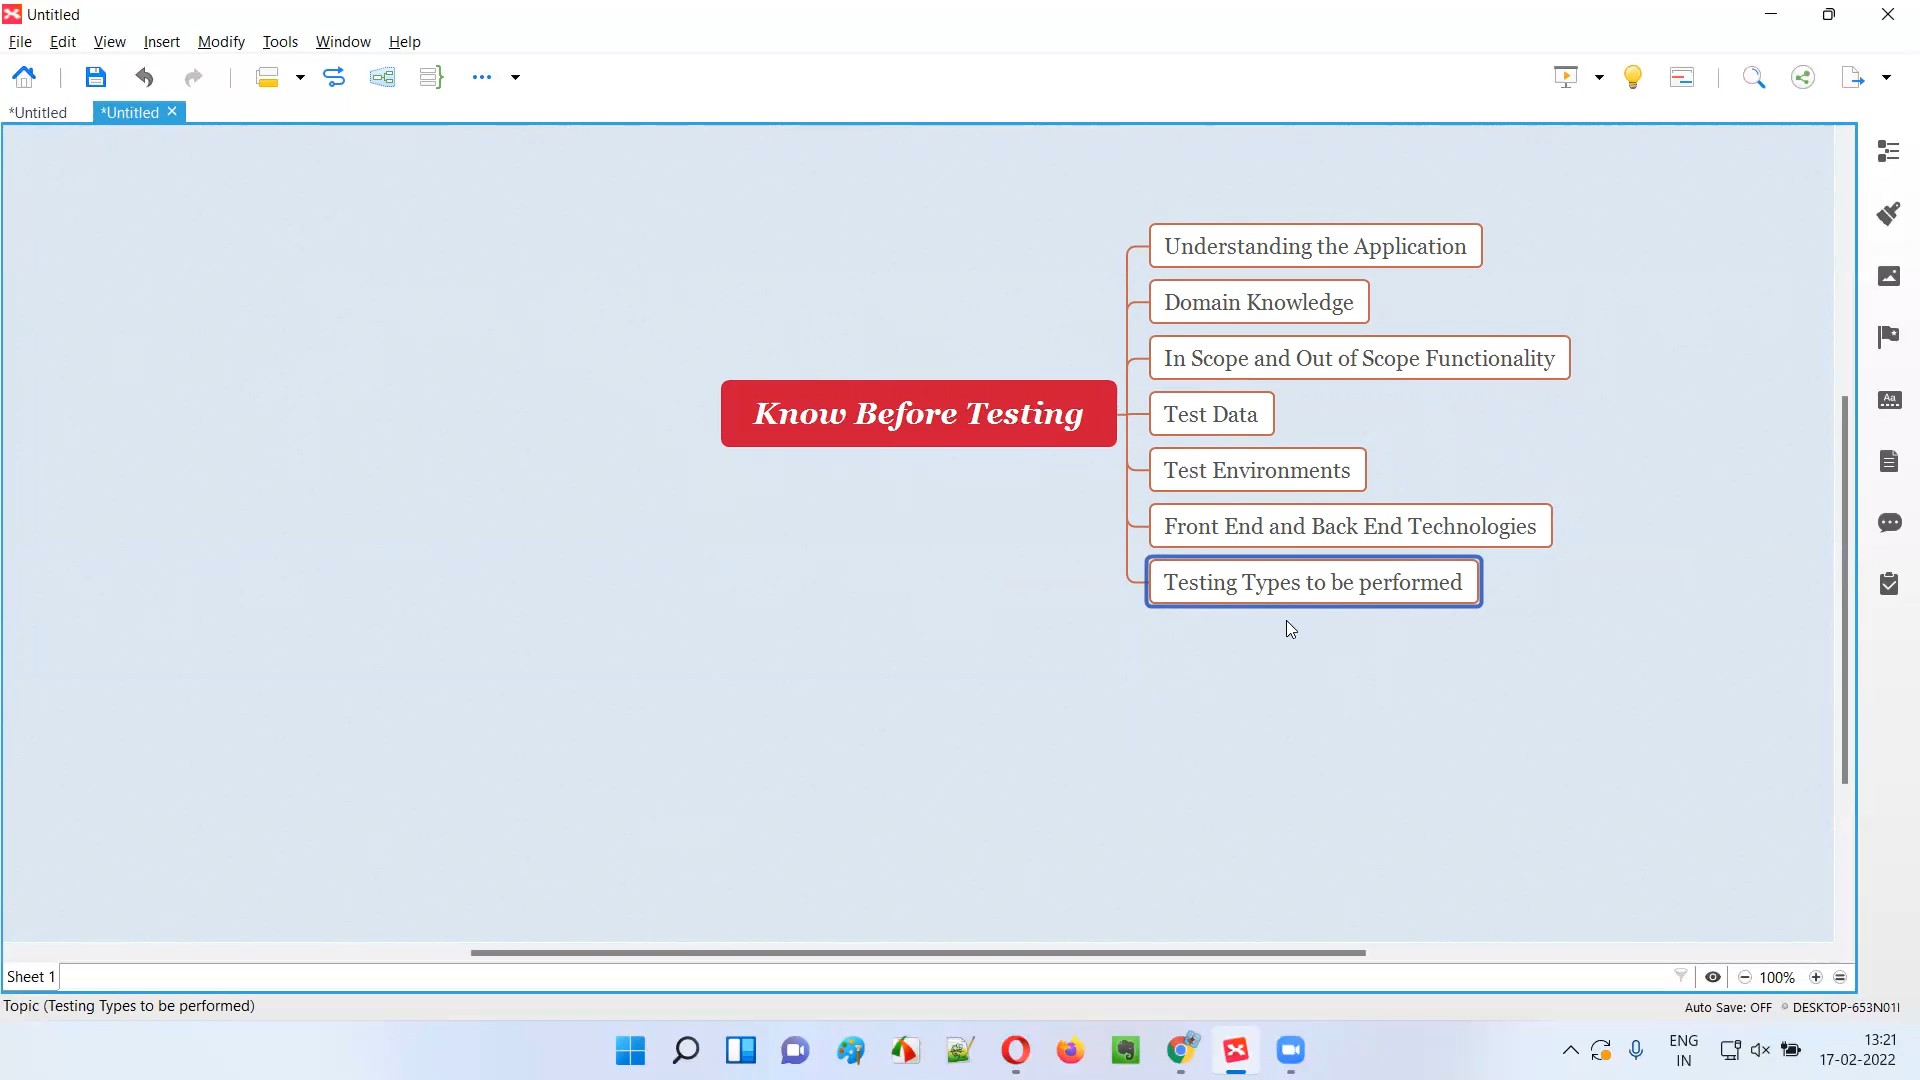 Untitled
File Edit View Insert Modify Tools Window Help
*Untitled *Untitled
Understanding the Application
Domain Knowledge
In Scope and Out of Scope Functionality
Know Before Testing
Test Data
Test Environments
Front End and Back End Technologies
Testing Types to be performed
Aa
Sheet 1
100%
Topic (Testing Types to be performed)
Auto Save: OFF DESKTOP-653N01I
ENG
IN
13:21
17-02-2022